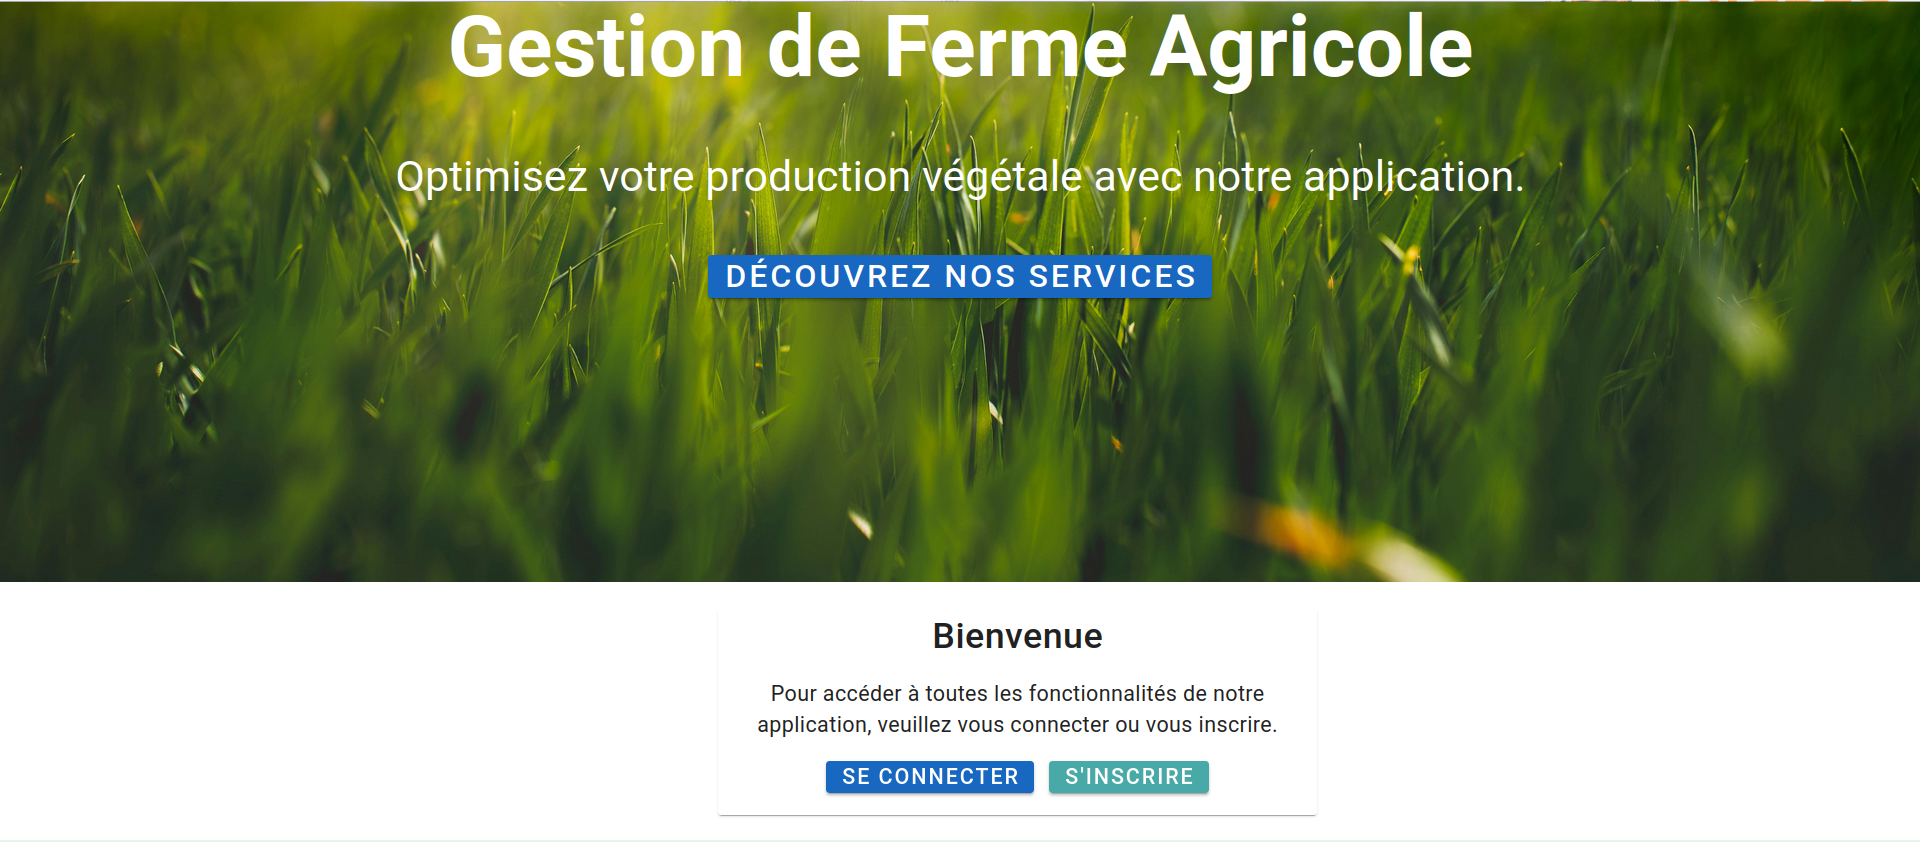 Gestion de Ferme Agricole
Optimisez votre production végétale avec notre application.
DÉCOUVREZ NOS SERVICES
Bienvenue
Pour accéder à toutes les fonctionnalités de notre
application, veuillez vous connecter ou vous inscrire.
SE CONNECTER
S'INSCRIRE